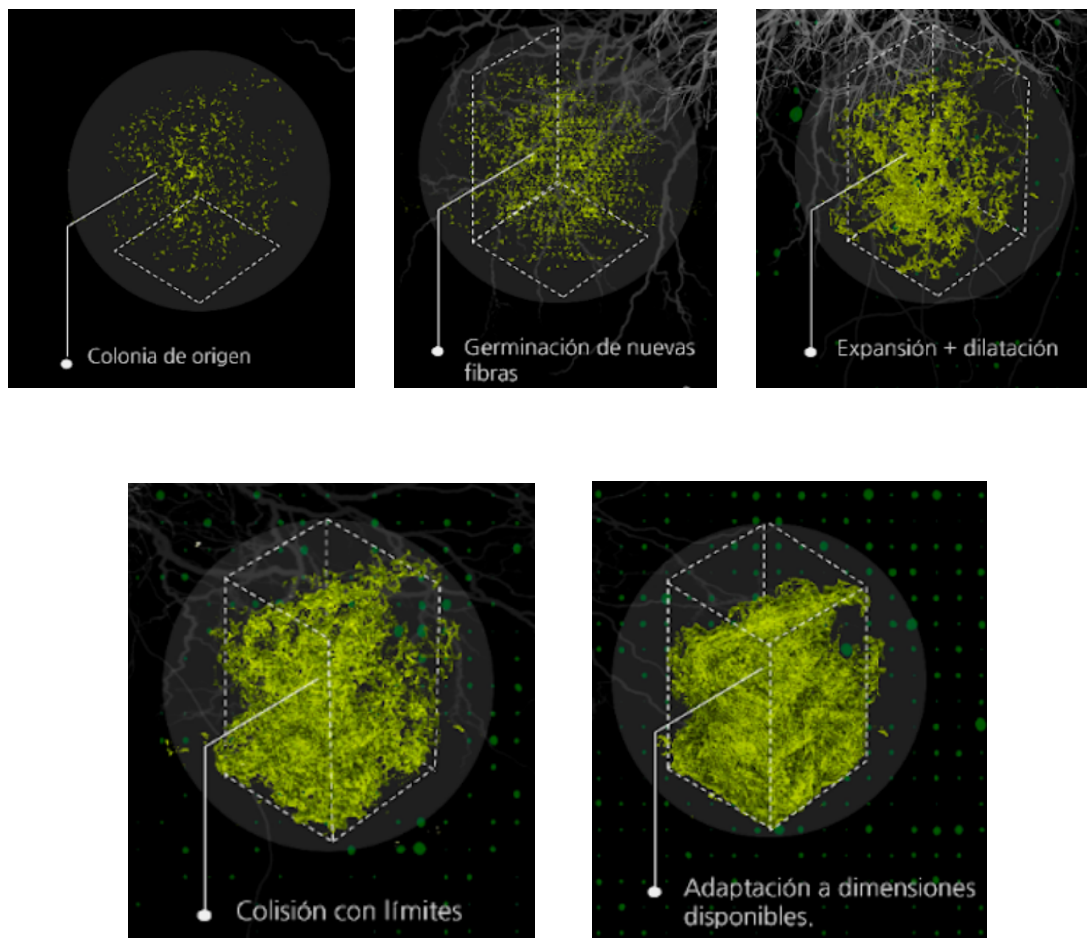 Colonia de origen
Germinación de nuevas
fibras
Expansión + dilatación
Colisión con límites
Adaptación a dimensiones
disponibles.